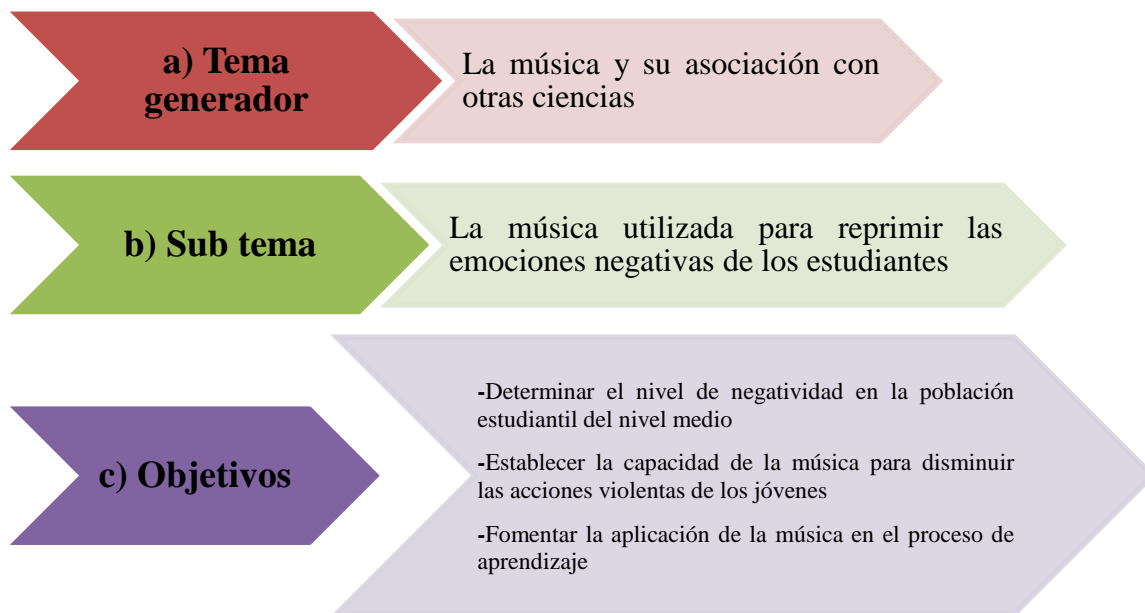 a) Tema
generador
La música y su asociación con
otras ciencias
b) Sub tema
La música utilizada para reprimir las
emociones negativas de los estudiantes
c) Objetivos
-Determinar el nivel de negatividad en la población
estudiantil del nivel medio
-Establecer la capacidad de la música para disminuir
las acciones violentas de los jóvenes
-Fomentar la aplicación de la música en el proceso de
aprendizaje